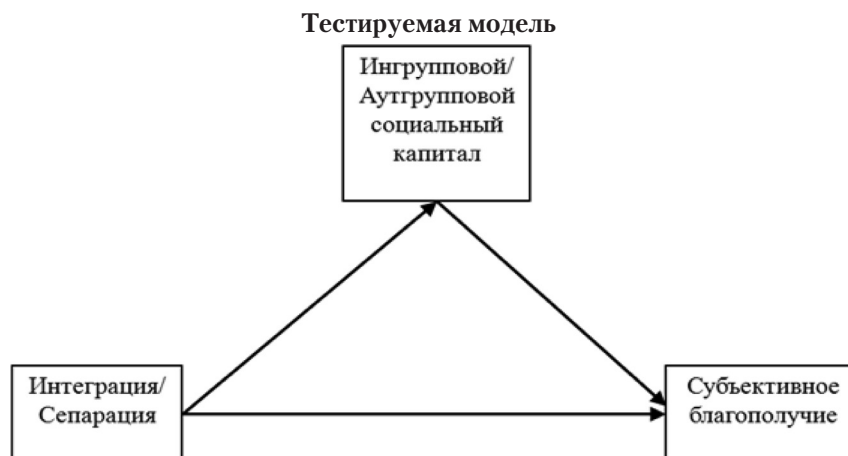 Тестируемая модель
Ингрупповой/
Аутгрупповой
социальный
капитал
Интеграция/
Сепарация
Субъективное
благополучие